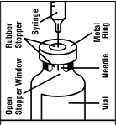 Syringe
Rubber
Stopper
Metal
Ring
Open
Stopper Window
Needle
Vial